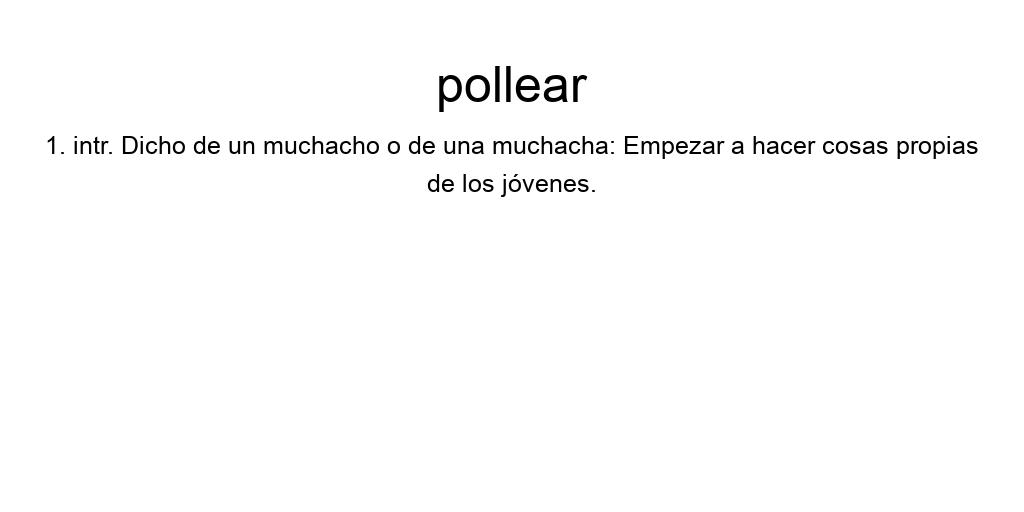 pollear
1. intr. Dicho de un muchacho o de una muchacha: Empezar a hacer cosas propias
de los jóvenes.